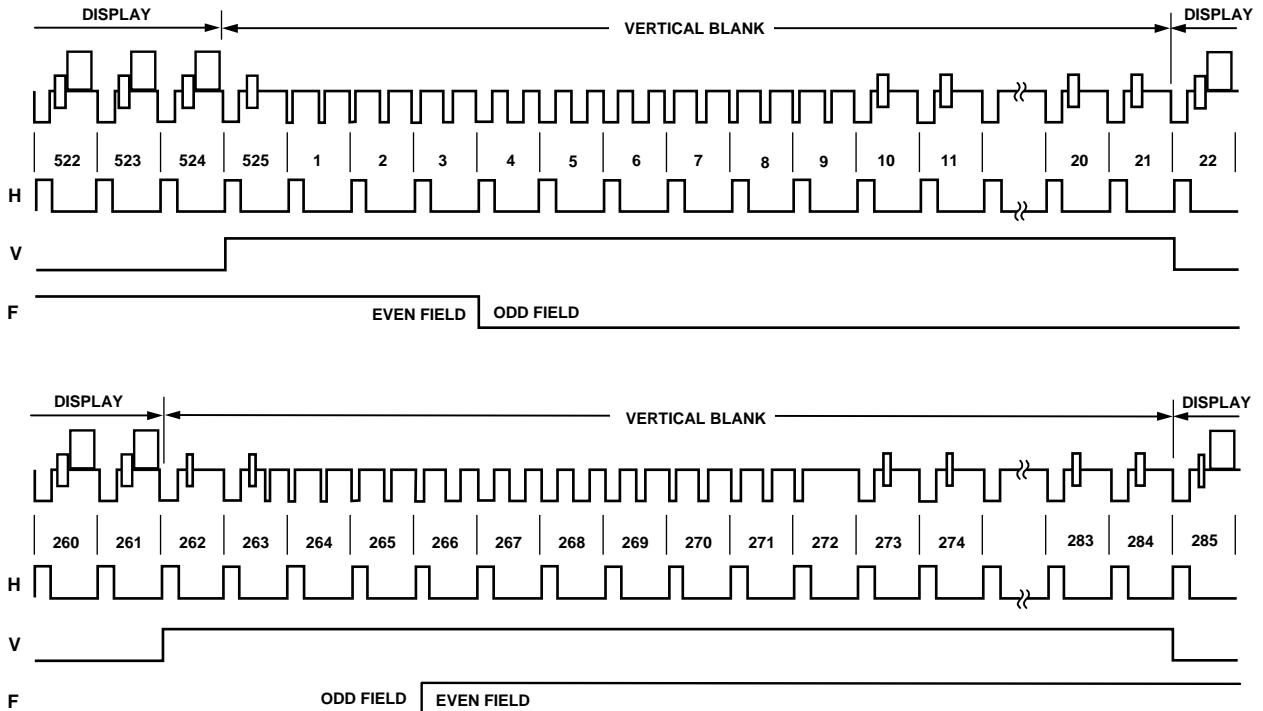 DISPLAY VERTICAL BLANK DISPLAY
522 523 524 525 1 2 3 4 5 6 7 8 9 10 11 20 21 22
H
V
F EVEN FIELD ODD FIELD
DISPLAY VERTICAL BLANK DISPLAY
260 261 262 263 264 265 266 267 268 269 270 271 272 273 274 283 284 285
H
V
F ODD FIELD EVEN FIELD